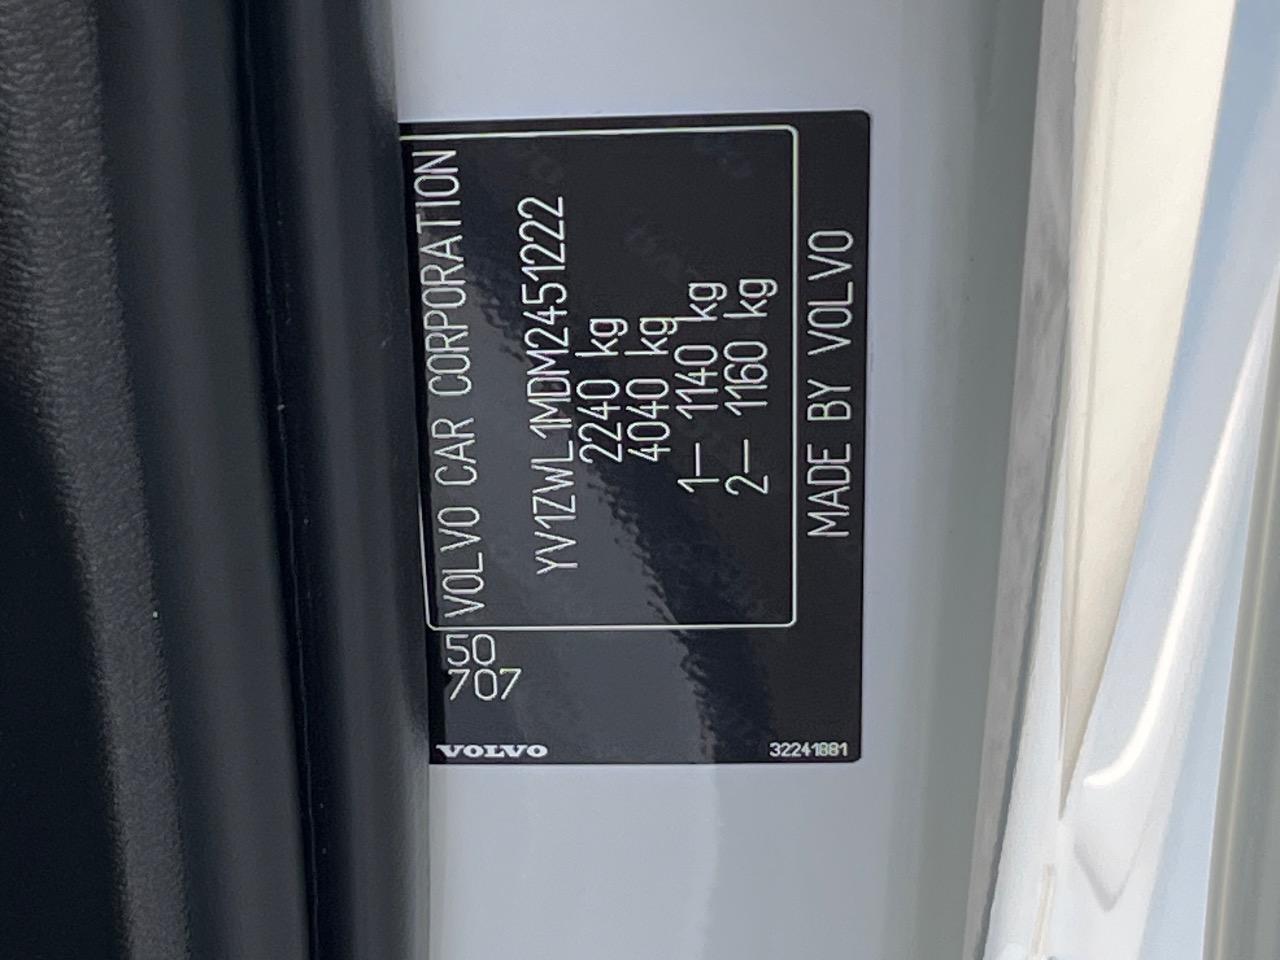 50
707
VOLVO CAR CORPORATION
YV1ZWL1MDM2451222
2240 kg
4040 kg
1— 1140 kg
2— 1160 kg
MADE BY VOLVO
VOLVO
32241881